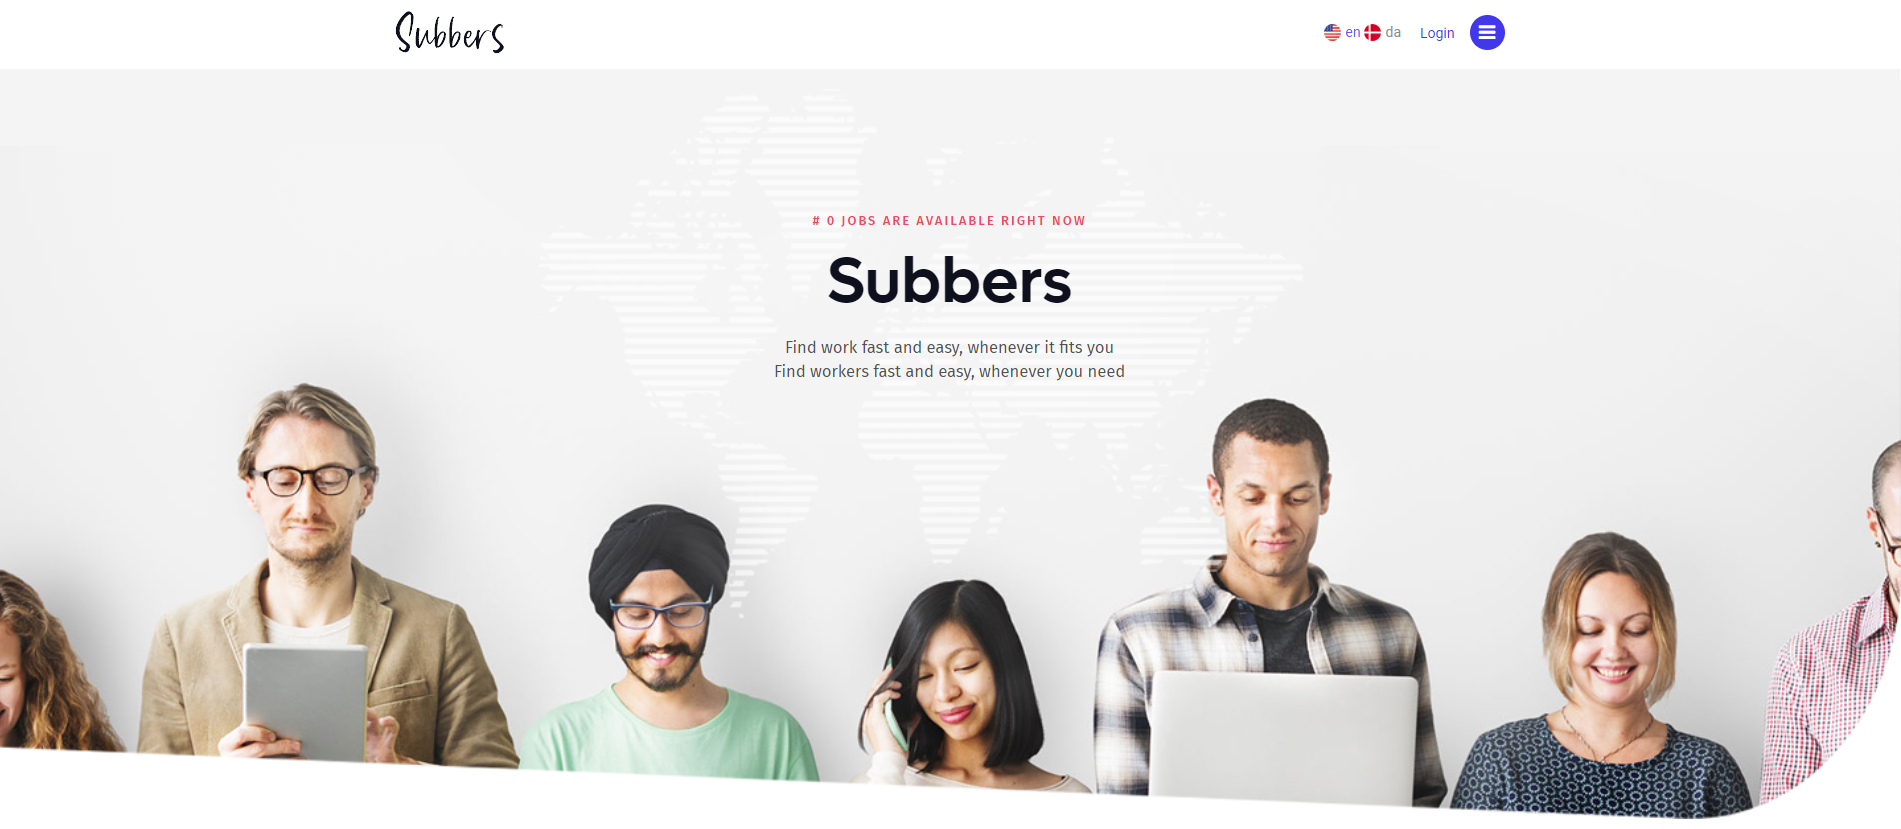 Subbers
en da Login
# 0 JOBS ARE AVAILABLE RIGHT NOW
Subbers
Find work fast and easy, whenever it fits you
Find workers fast and easy, whenever you need